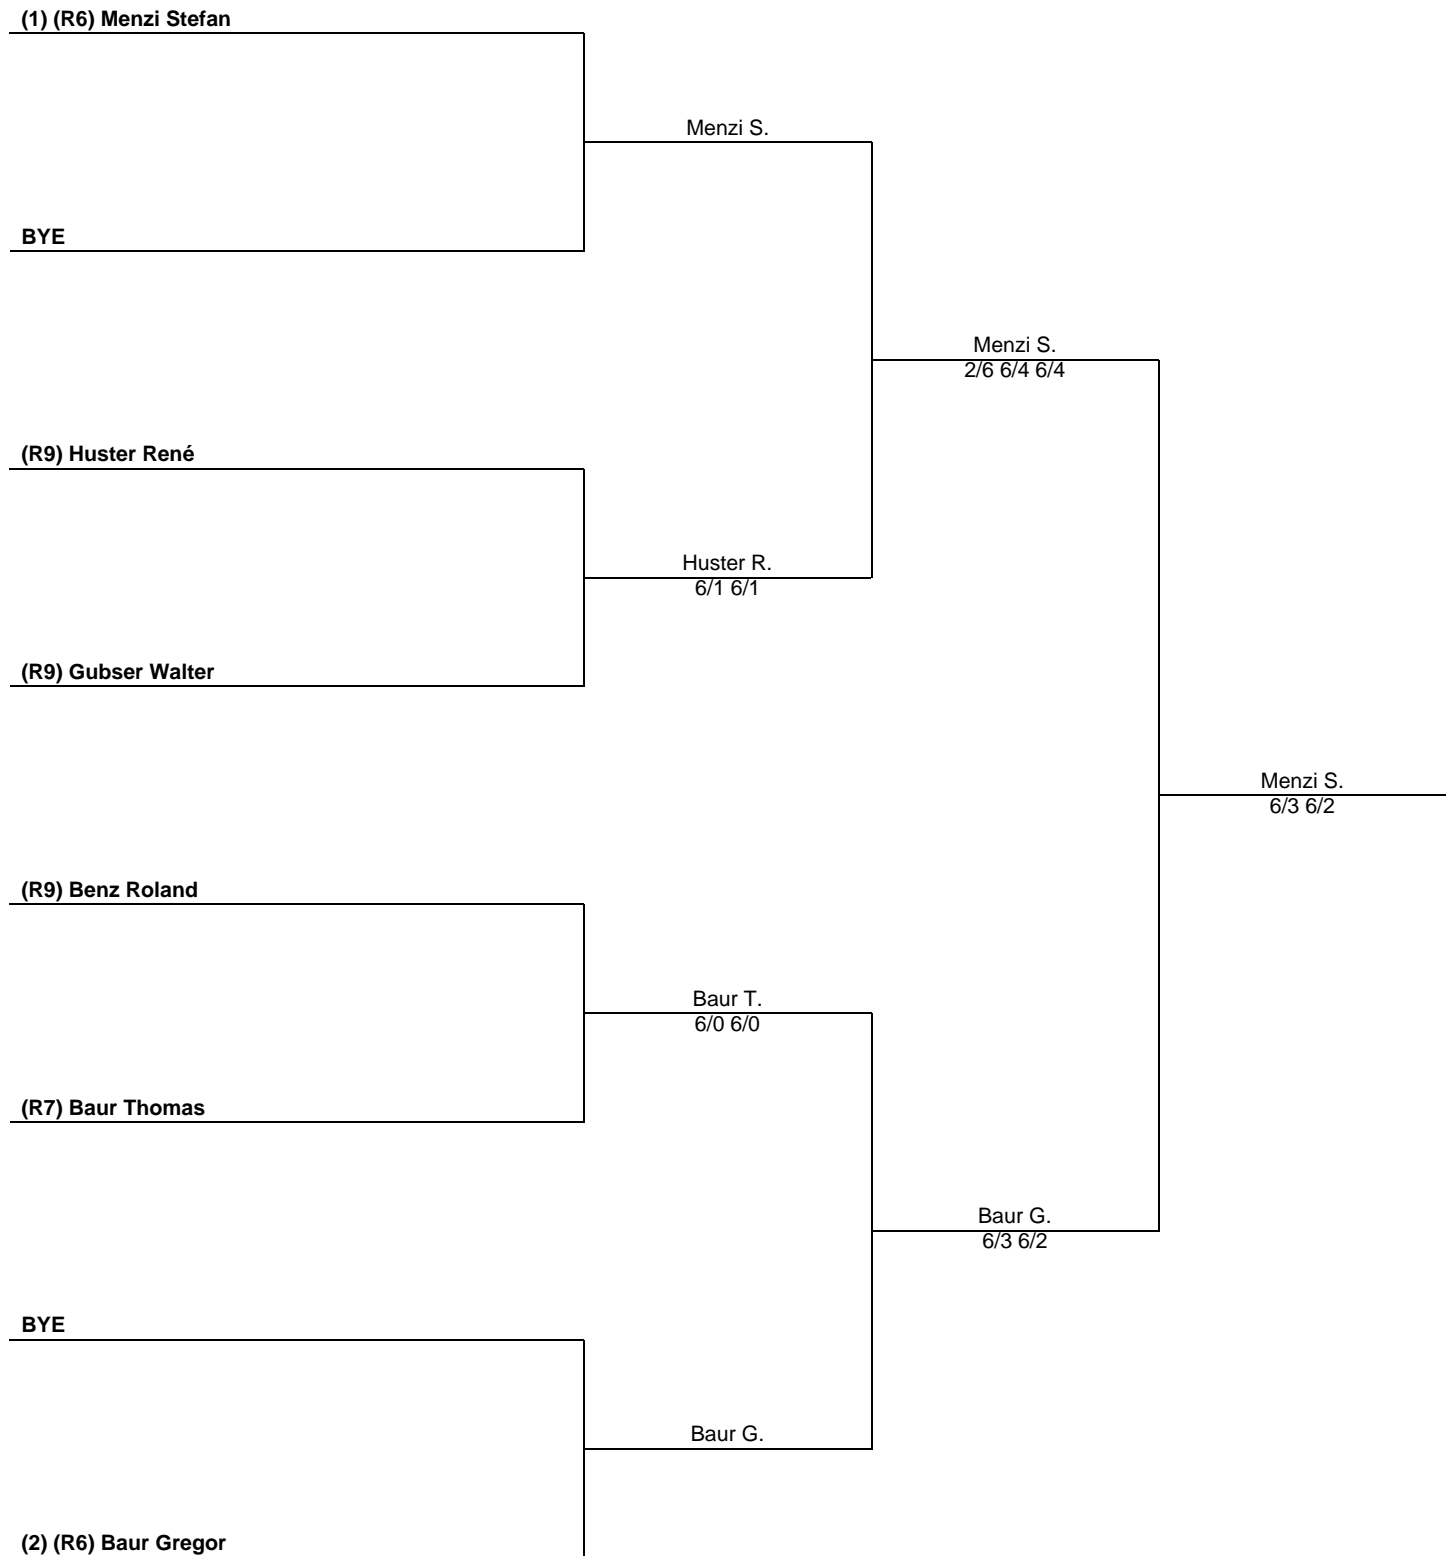 (1) (R6) Menzi Stefan
Menzi S.
BYE
Menzi S.
2/6 6/4 6/4
(R9) Huster René
Huster R.
6/1 6/1
(R9) Gubser Walter
Menzi S.
6/3 6/2
(R9) Benz Roland
Baur T.
6/0 6/0
(R7) Baur Thomas
Baur G.
6/3 6/2
BYE
Baur G.
(2) (R6) Baur Gregor